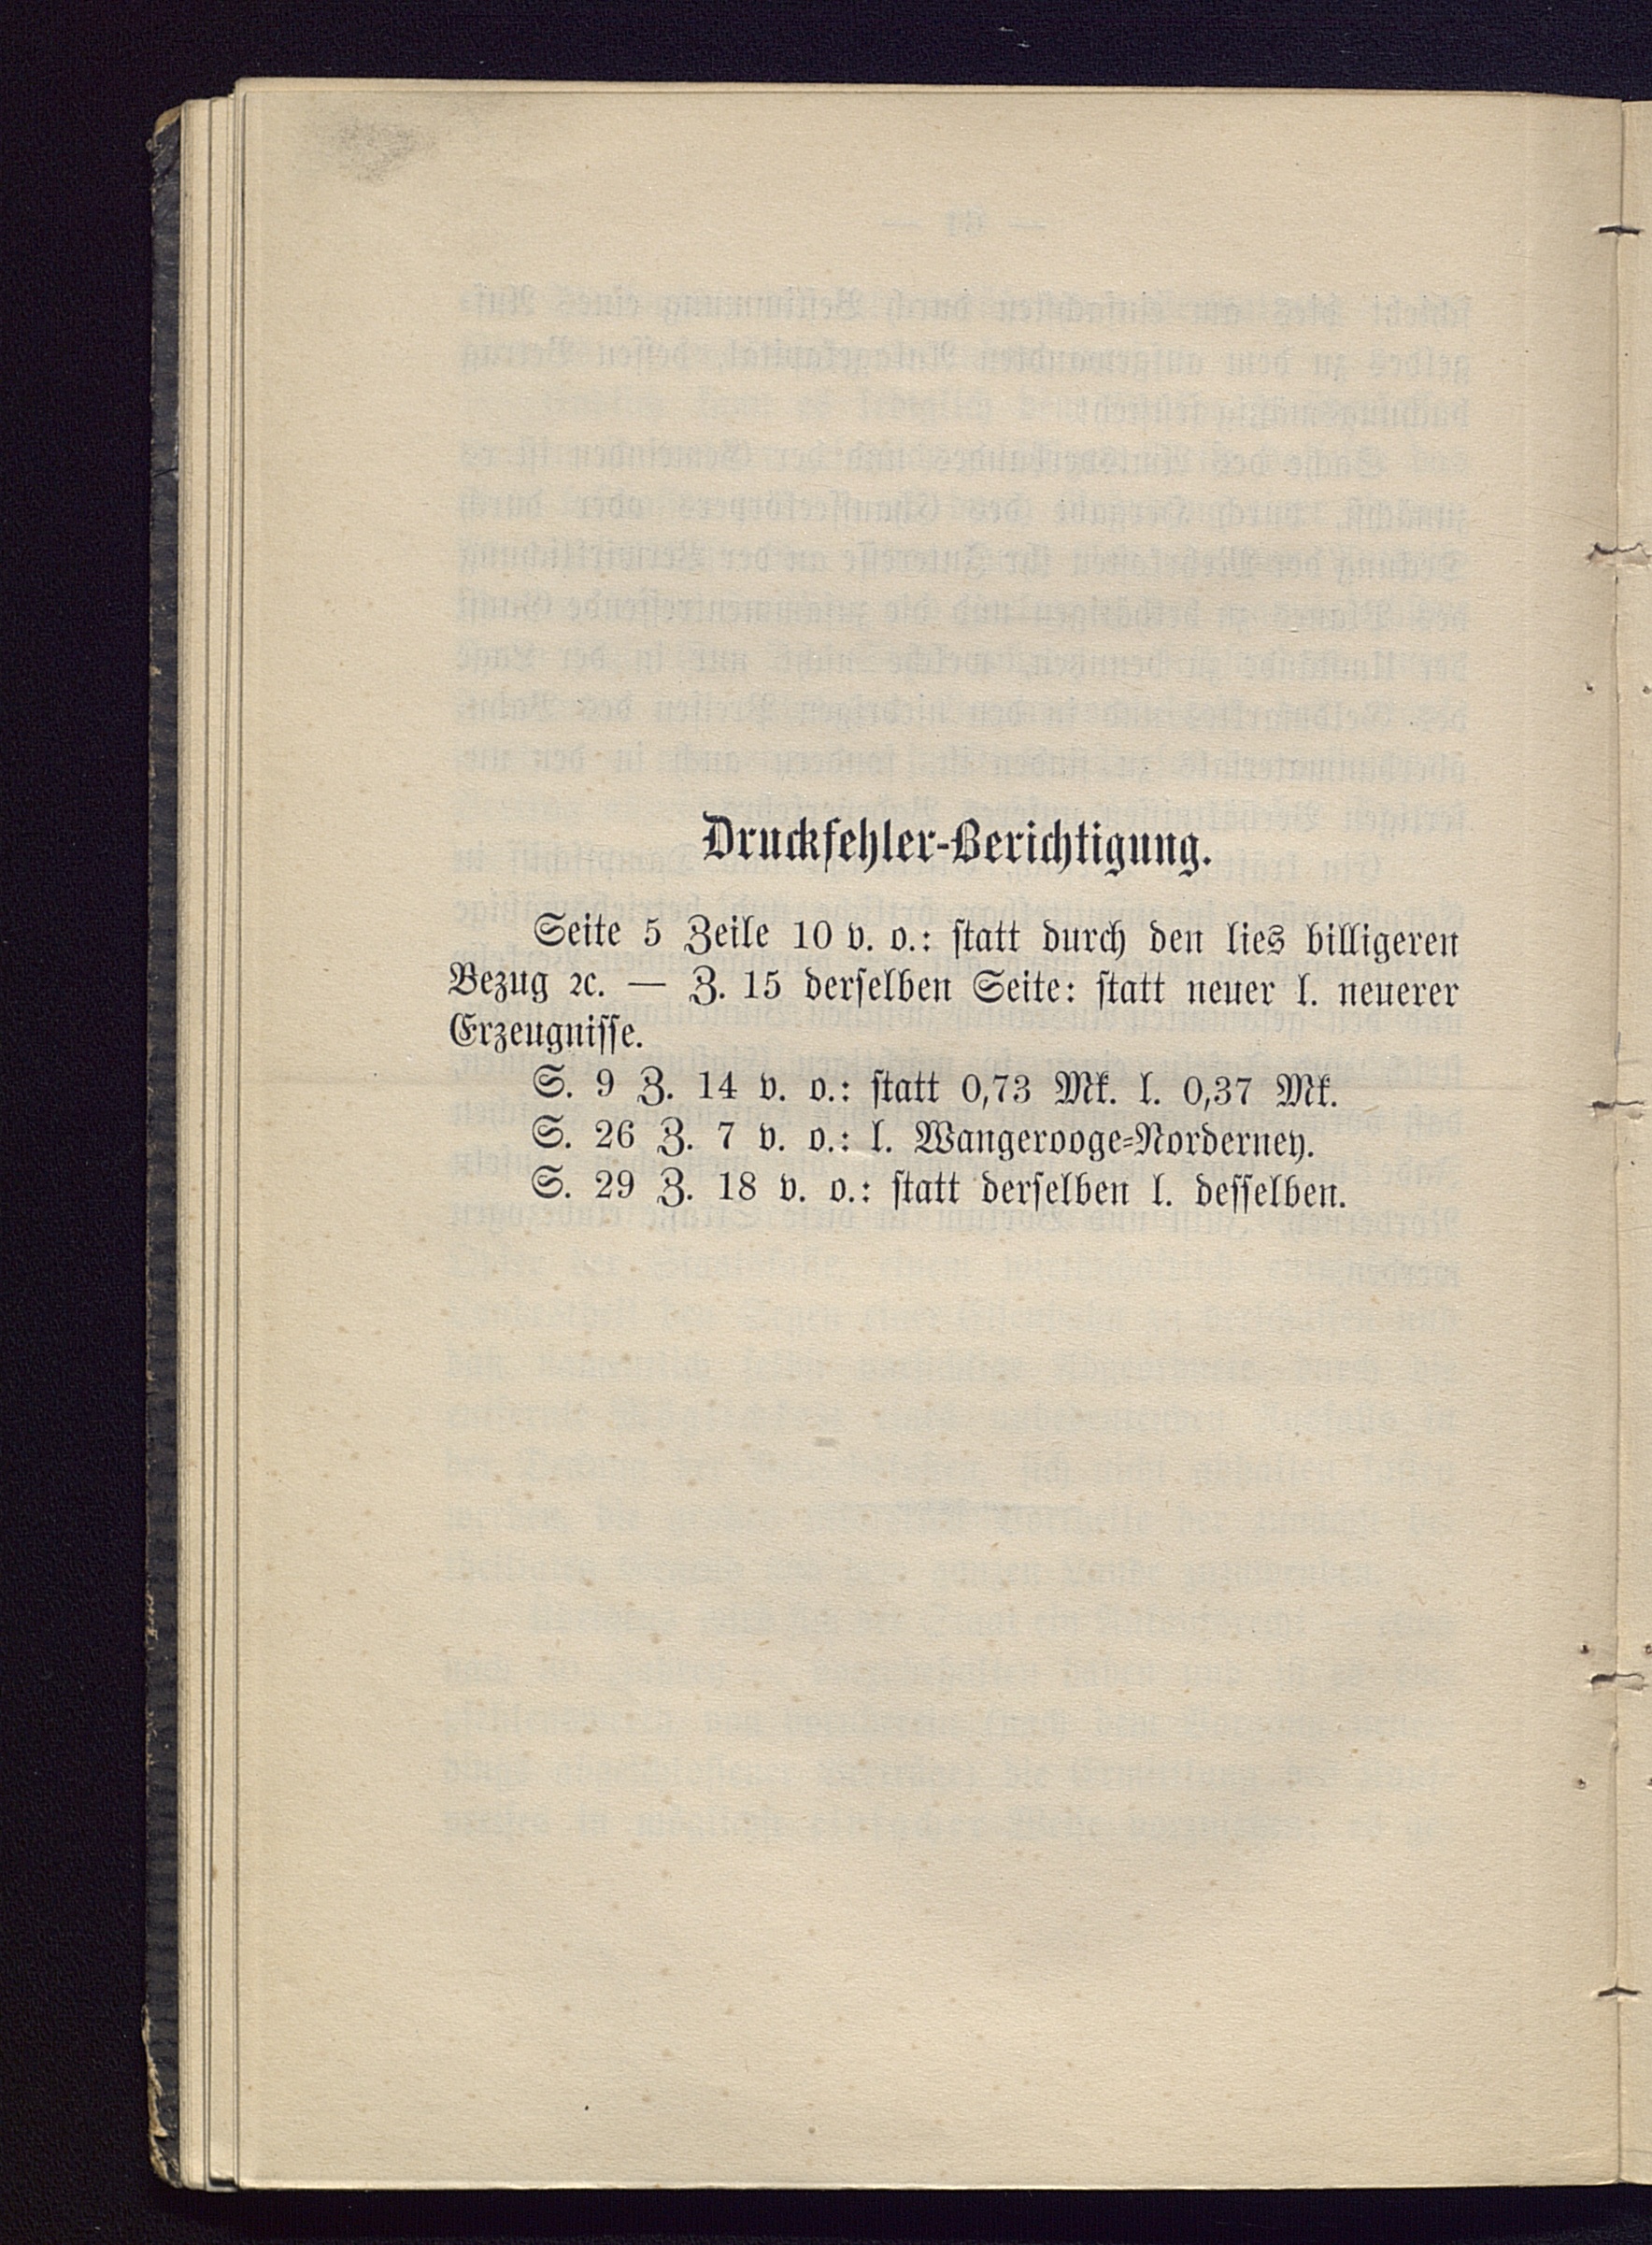 Druckfehler-Berichtigung.
Seite 5 Zeile 10 v. o.: statt durch den lies billigeren
Bezug ꝛc. — Z. 15 derselben Seite: statt neuer l. neuerer
Erzeugnisse.
S. 9 Z. 14 v. o.: statt 0,73 Mk. l. 0,37 Mk.
S. 26 Z. 7 v. o.: l. Wangerooge-Norderney.
S. 29 Z. 18 v. o.: statt derselben l. desselben.